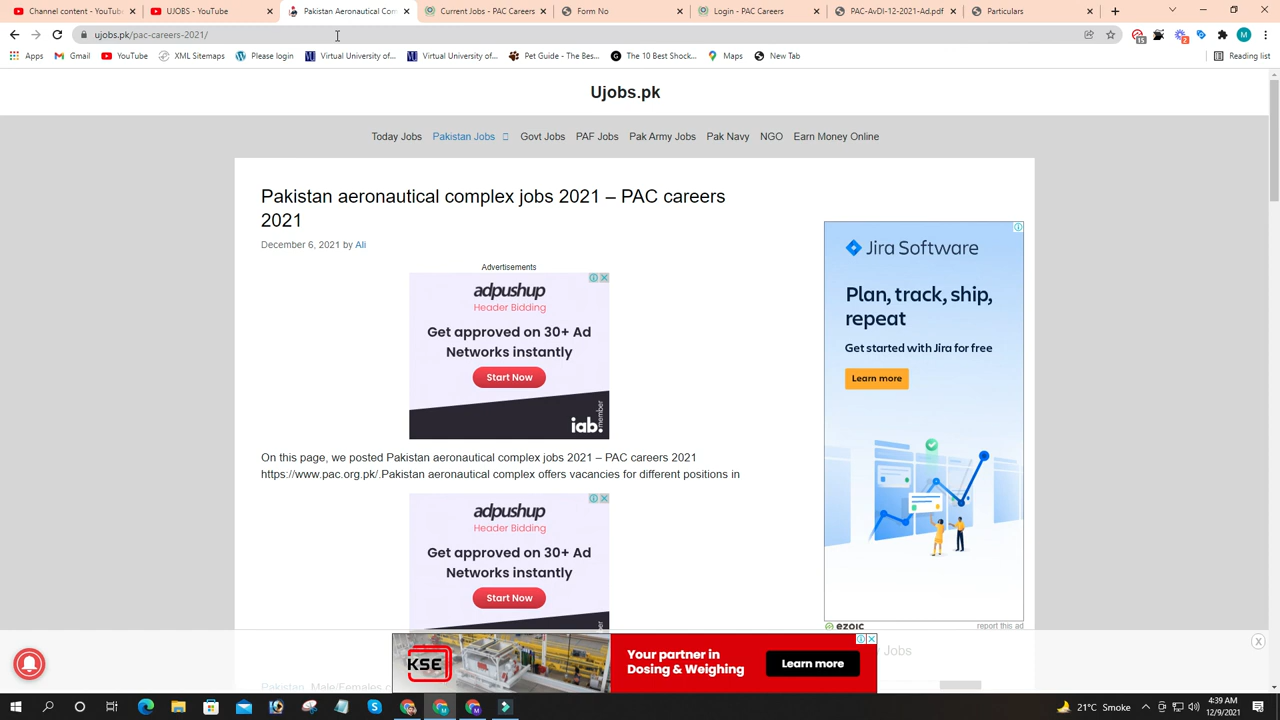 Content details - YouTube
UJOBS - YouTube
Pakistan Aeronautical Com
Current Jobs - PAC Careers
Form No
Login - PAC Careers
PAC-AvDI-12-2021-Ad.pdf
Particulars
ujobs.pk/pac-careers-2021/
15
2
M
Apps
Gmail
YouTube
XML Sitemaps
Please login
Virtual University of...
Virtual University of...
Pet Guide - The Bes...
The 10 Best Shock...
Maps
New Tab
Reading list
Ujobs.pk
Today Jobs
Pakistan Jobs
Govt Jobs
PAF Jobs
Pak Army Jobs
Pak Navy
NGO
Earn Money Online
Pakistan aeronautical complex jobs 2021 – PAC careers
2021
December 6, 2021 by Ali
Advertisements
adpushup
Header Bidding
Get approved on 30+ Ad
Networks instantly
Start Now
iab.
member
On this page, we posted Pakistan aeronautical complex jobs 2021 – PAC careers 2021
https://www.pac.org.pk/.Pakistan aeronautical complex offers vacancies for different positions in
adpushup
Header Bidding
Get approved on 30+ Ad
Networks instantly
Start Now
Jira Software
Plan, track, ship,
repeat
Get started with Jira for free
Learn more
ezoic
report this ad
Jobs
KSE
Your partner in
Dosing & Weighing
Learn more
X
Pakistan, Male/Females
21°C Smoke
4:39 AM
12/9/2021